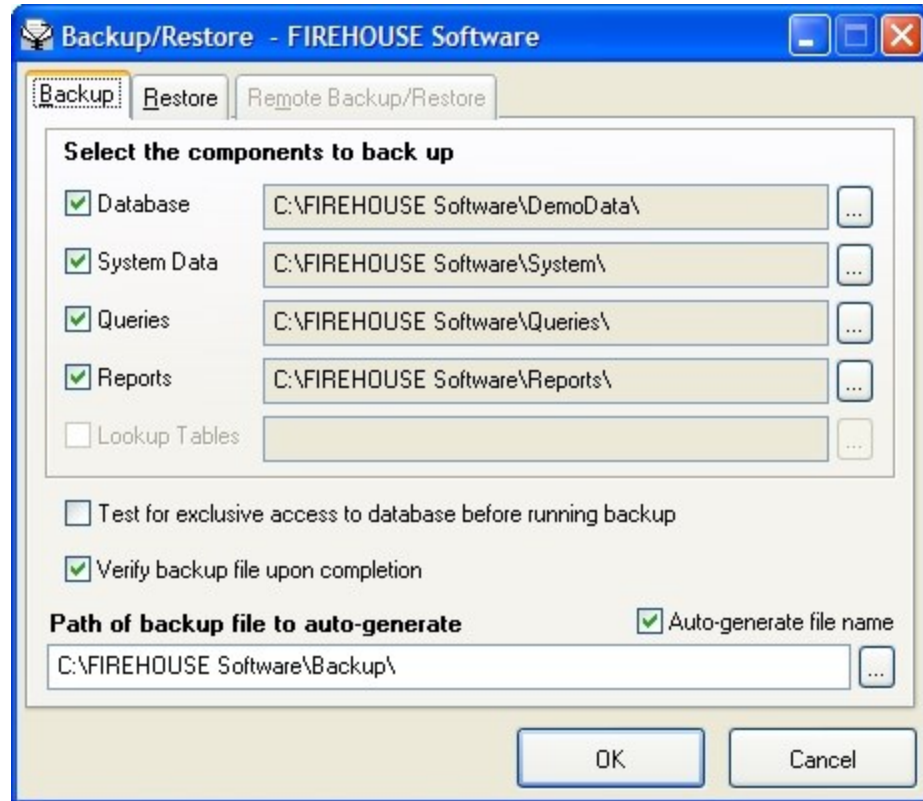 Backup/Restore - FIREHOUSE Software
Backup Restore Remote Backup/Restore
Select the components to back up
Database C:\FIREHOUSE Software\DemoData\ ...
System Data C:\FIREHOUSE Software\System\ ...
Queries C:\FIREHOUSE Software\Queries\ ...
Reports C:\FIREHOUSE Software\Reports\ ...
Lookup Tables ...
Test for exclusive access to database before running backup
Verify backup file upon completion
Path of backup file to auto-generate Auto-generate file name
C:\FIREHOUSE Software\Backup\ ...
OK Cancel